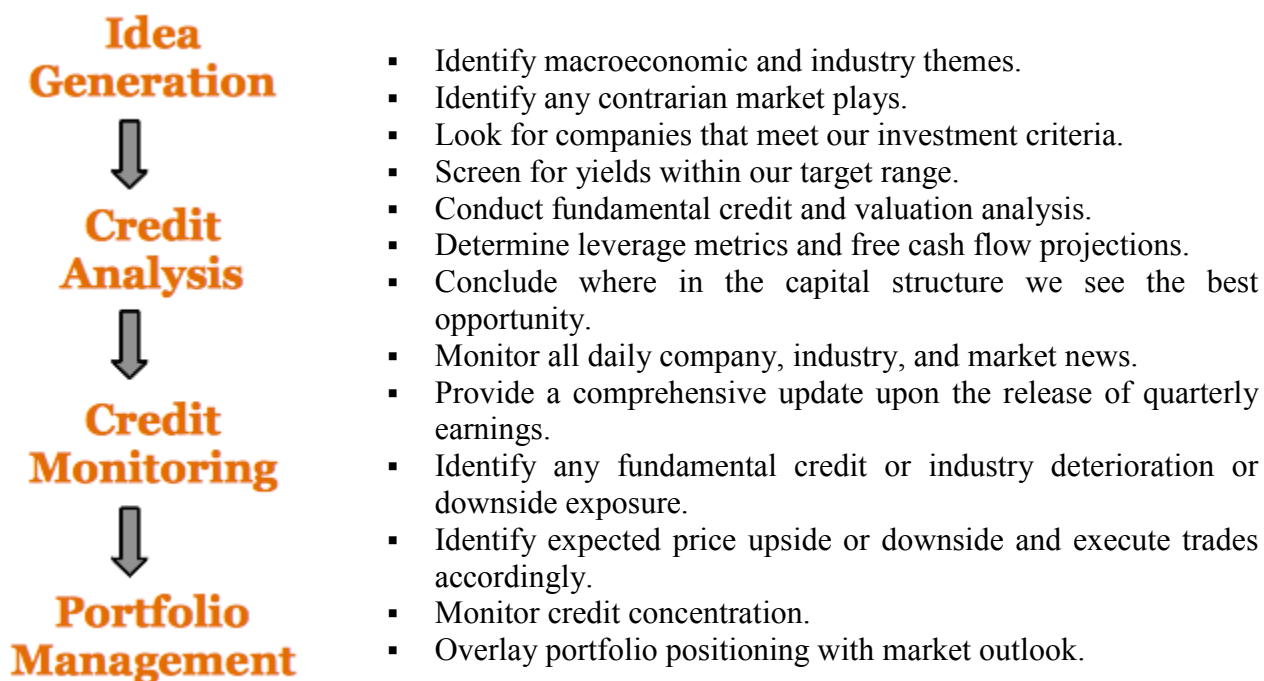 Idea
Generation
Credit
Analysis
Credit
Monitoring
Portfolio
Management
▪ Identify macroeconomic and industry themes.
▪ Identify any contrarian market plays.
▪ Look for companies that meet our investment criteria.
▪ Screen for yields within our target range.
▪ Conduct fundamental credit and valuation analysis.
▪ Determine leverage metrics and free cash flow projections.
▪ Conclude where in the capital structure we see the best
opportunity.
▪ Monitor all daily company, industry, and market news.
▪ Provide a comprehensive update upon the release of quarterly
earnings.
▪ Identify any fundamental credit or industry deterioration or
downside exposure.
▪ Identify expected price upside or downside and execute trades
accordingly.
▪ Monitor credit concentration.
▪ Overlay portfolio positioning with market outlook.